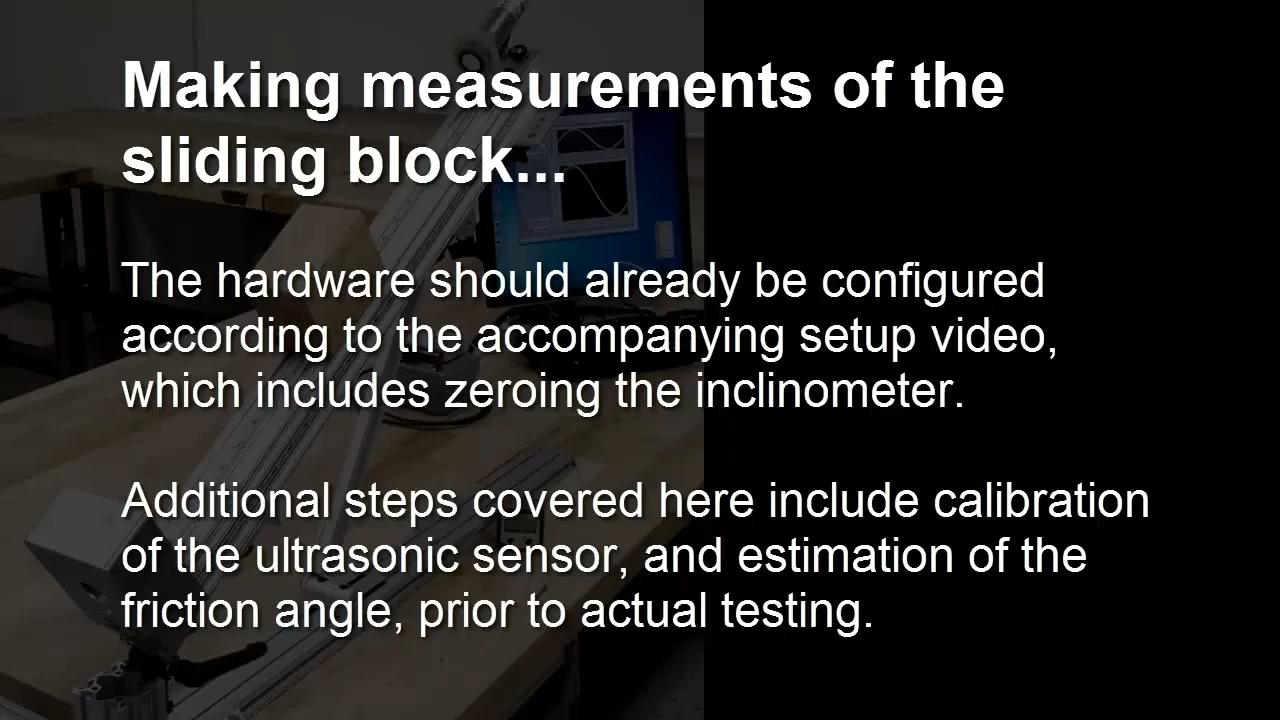 Making measurements of the
sliding block...
The hardware should already be configured
according to the accompanying setup video,
which includes zeroing the inclinometer.
Additional steps covered here include calibration
of the ultrasonic sensor, and estimation of the
friction angle, prior to actual testing.